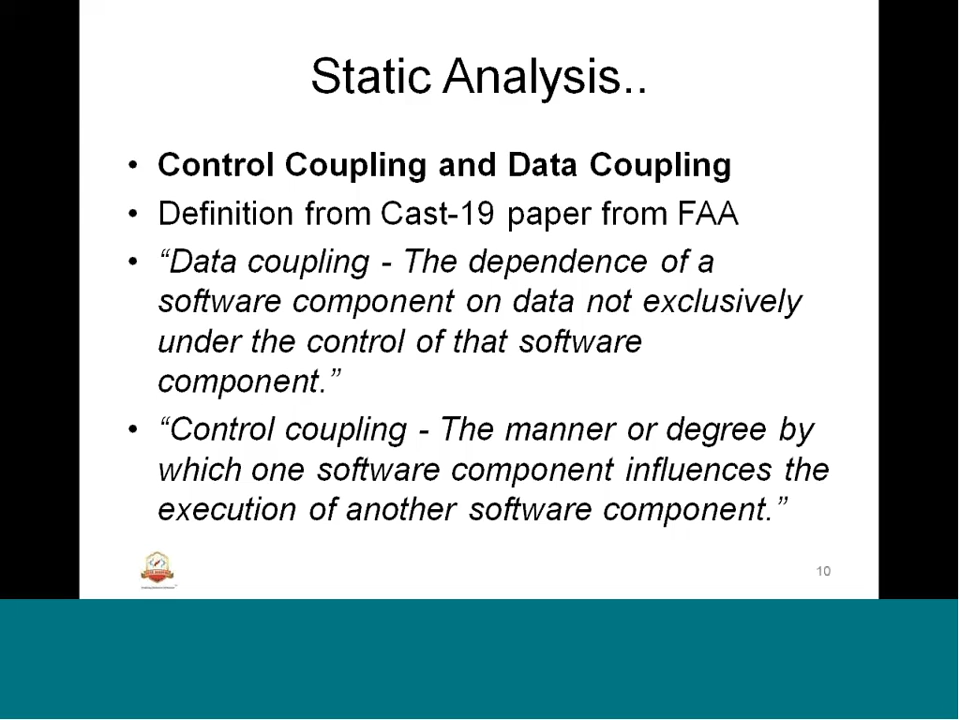 Static Analysis..
• Control Coupling and Data Coupling
• Definition from Cast-19 paper from FAA
• “Data coupling - The dependence of a
software component on data not exclusively
under the control of that software
component.”
• “Control coupling - The manner or degree by
which one software component influences the
execution of another software component.”
10